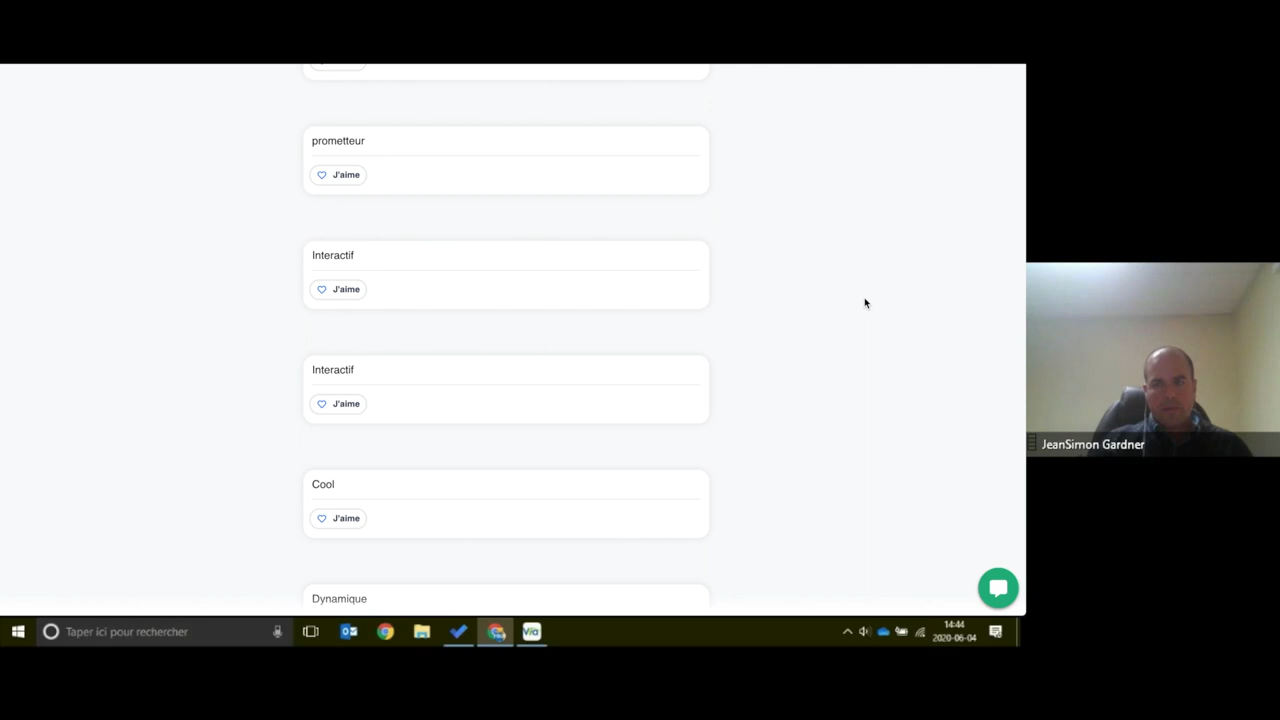 prometteur
J'aime
Interactif
J'aime
Interactif
J'aime
Cool
J'aime
Dynamique
JeanSimon Gardner
Taper ici pour rechercher
Via
14:44
2020-06-04